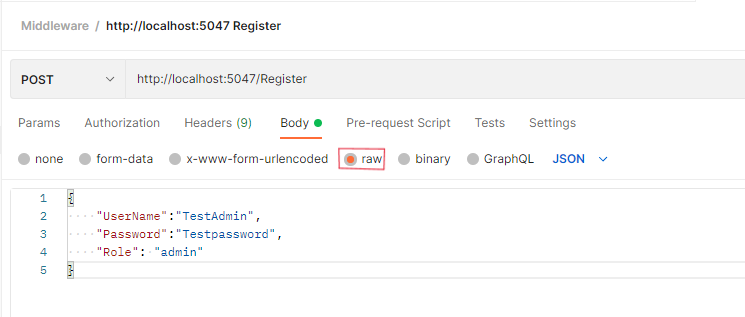 Middleware / http://localhost:5047 Register
POST http://localhost:5047/Register
Params Authorization Headers (9) Body Pre-request Script Tests Settings
none form-data x-www-form-urlencoded raw binary GraphQL JSON
1 {
2 "UserName":"TestAdmin",
3 "Password":"Testpassword",
4 "Role": "admin"
5 }